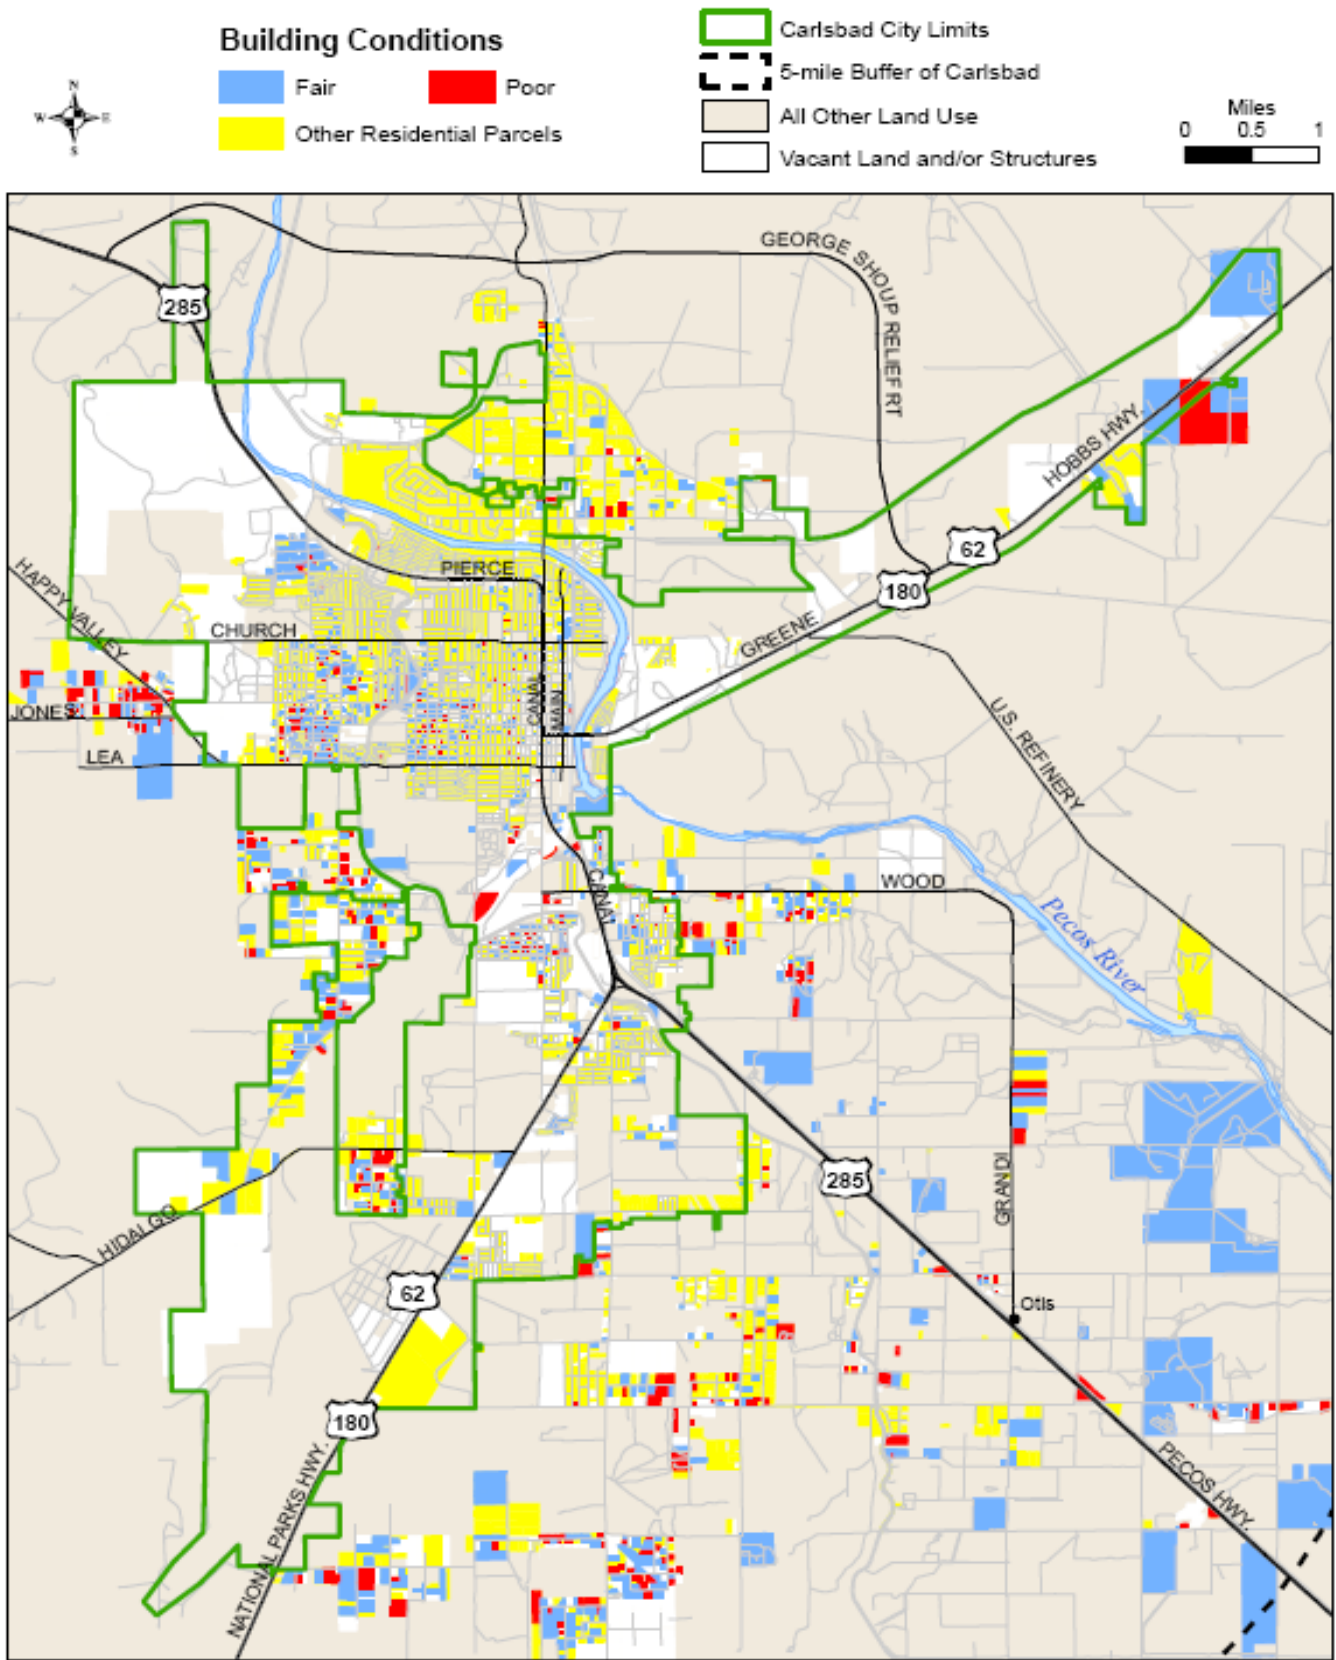 Building Conditions
Fair
Poor
Other Residential Parcels
Carlsbad City Limits
5-mile Buffer of Carlsbad
All Other Land Use
Vacant Land and/or Structures
Miles
0 0.5 1
N
W E
S
GEORGE SHOUP RELIEF RT
285
HOBBS HWY.
62
180
PIERCE
HAPPY VALLEY
CHURCH
GREENE
CANAL
MAIN
JONES
LEA
U.S. REFINERY
WOOD
CANAL
Pecos River
285
GRANDI
HIDALGO
62
Otis
180
NATIONAL PARKS HWY.
PECOS HWY.